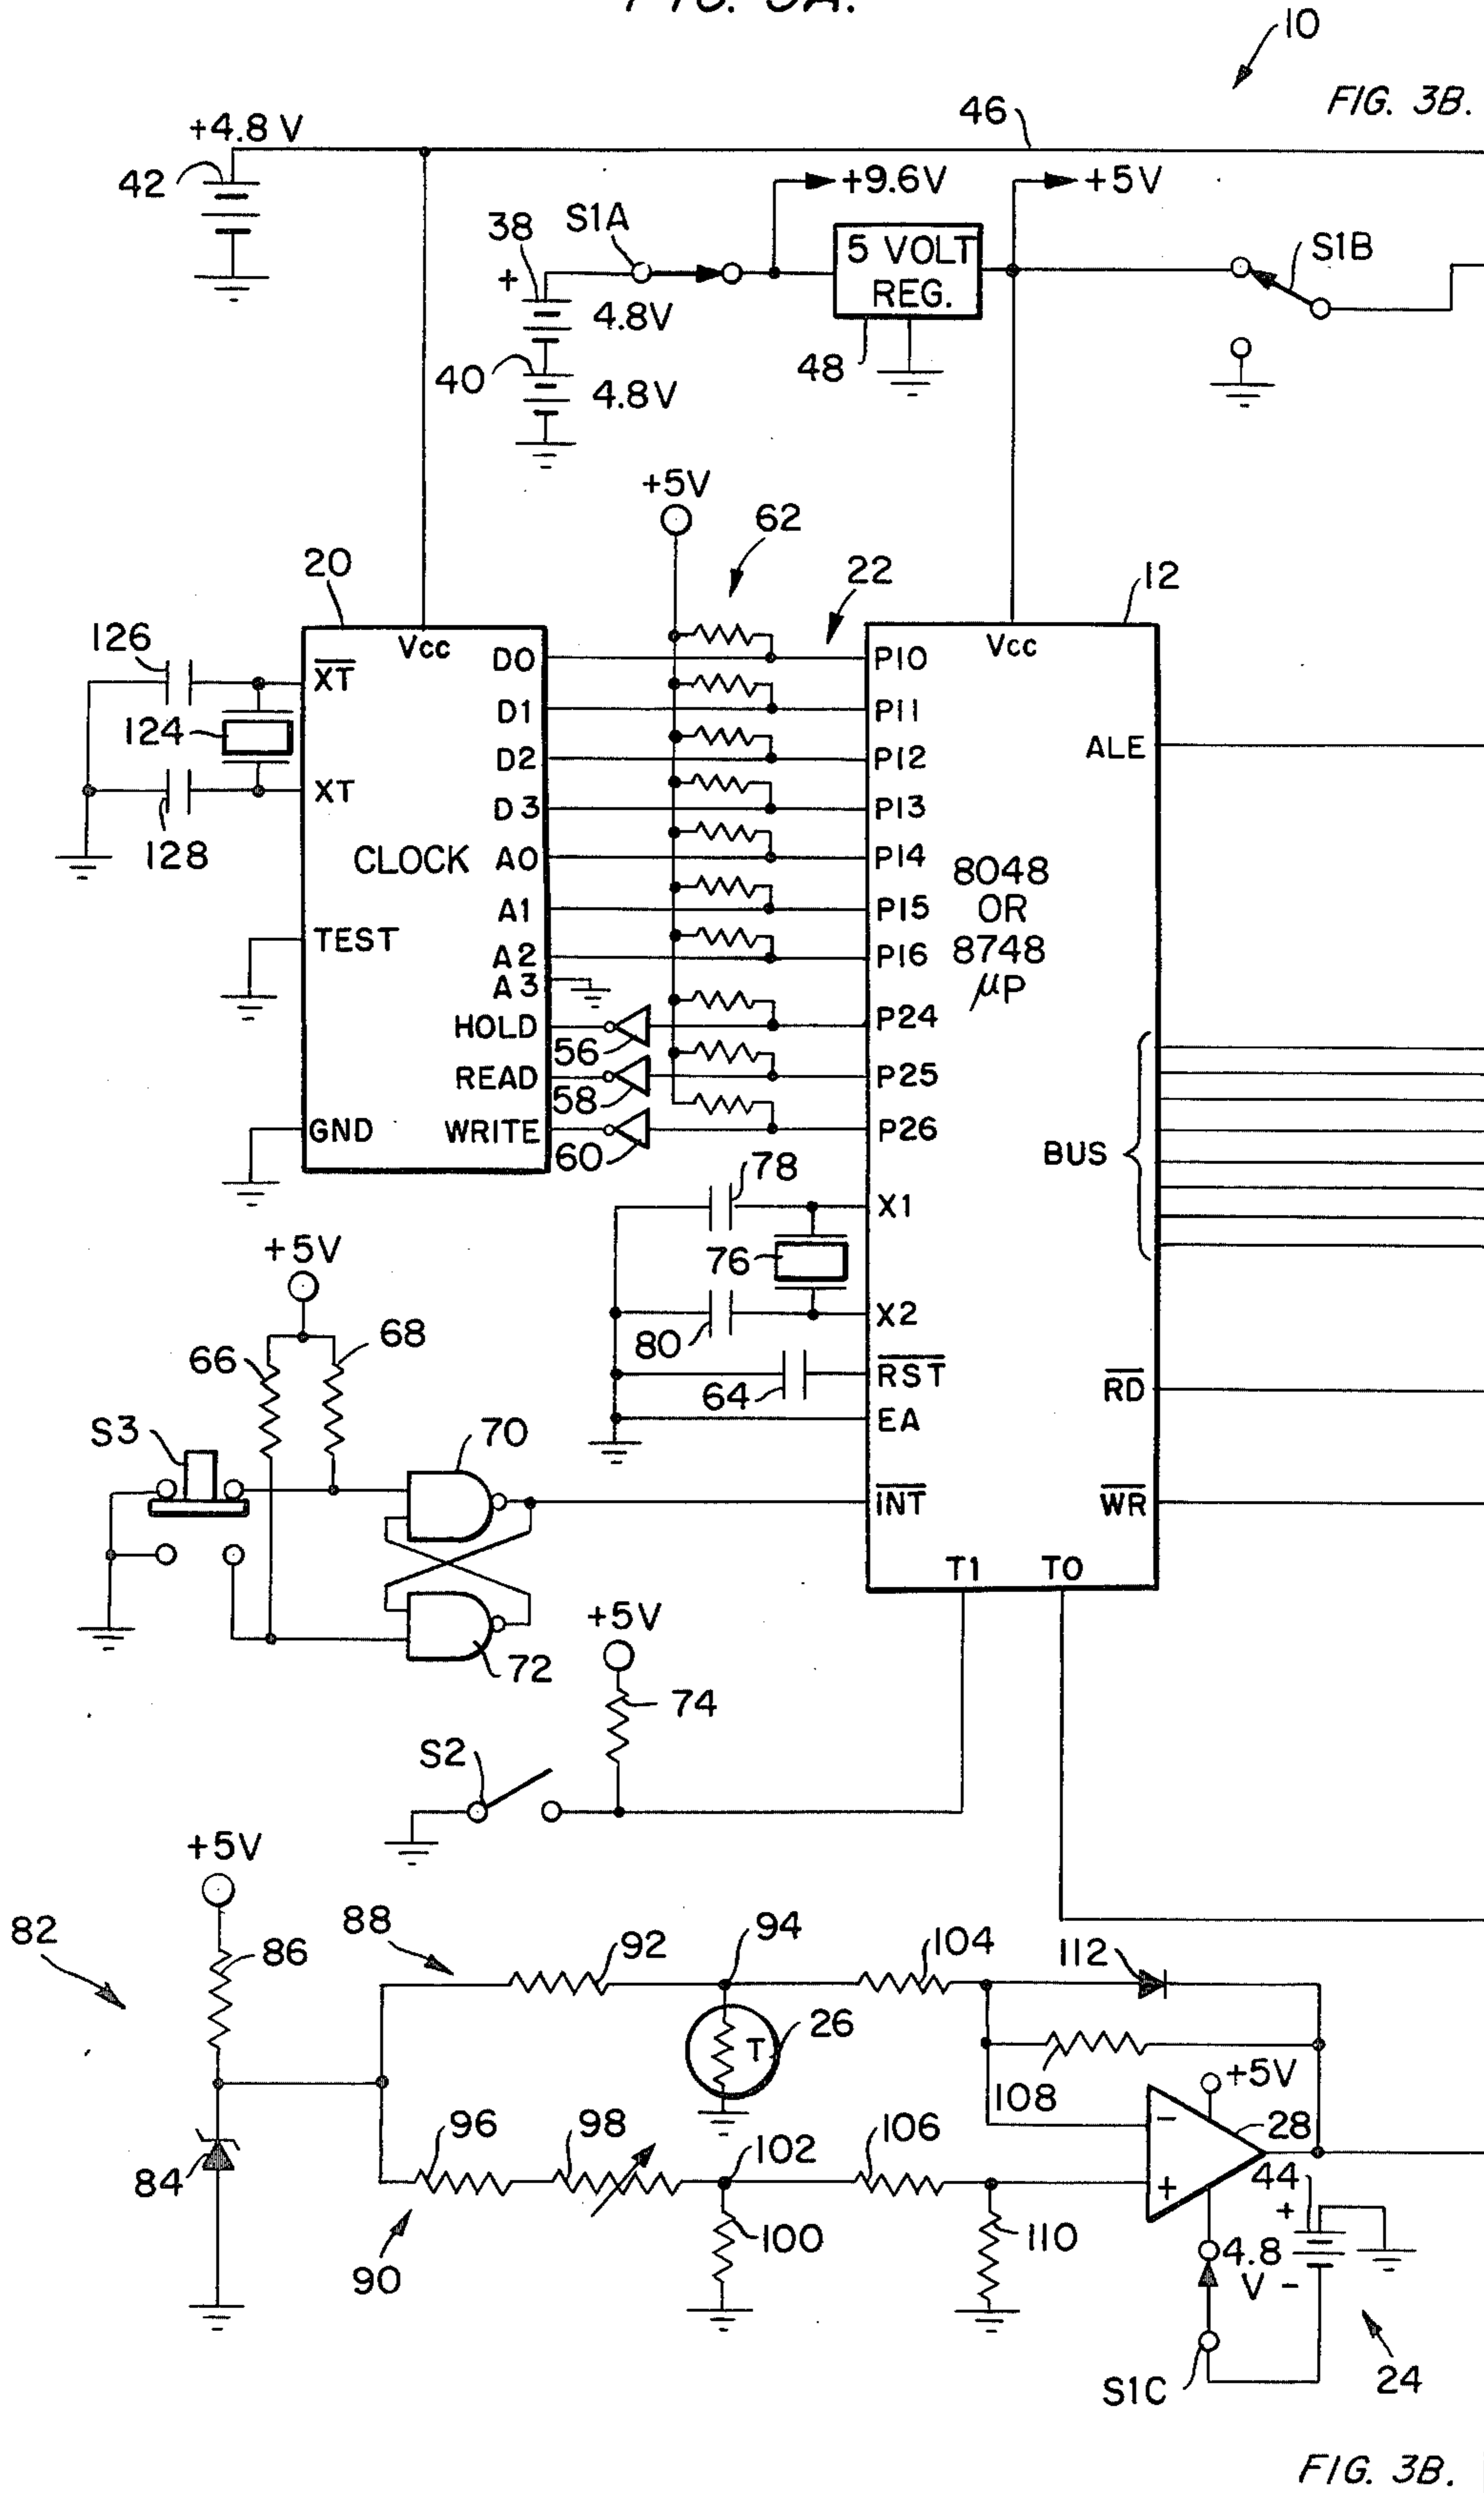 FIG. 3A.
10
FIG. 3B.
46
+4.8 V
42
+9.6V
+5V
38
S1A
5 VOLT
REG.
S1B
+
4.8V
48
40
4.8V
+5V
62
22
20
12
126
Vcc
Vcc
XT
D0
P10
D1
P11
124
D2
P12
ALE
XT
D3
P13
128
CLOCK
A0
P14
8048
OR
8748
μP
A1
P15
TEST
A2
P16
A3
HOLD
56
P24
READ
58
P25
GND
WRITE
60
P26
BUS
78
X1
76
+5V
80
X2
68
66
64
RST
RD
EA
S3
70
INT
WR
T1
T0
72
+5V
74
S2
+5V
82
88
92
94
104
112
86
26
T
108
+5V
96
98
102
106
−
28
84
+
44
+
100
110
4.8
V −
90
S1C
24
FIG. 3B.